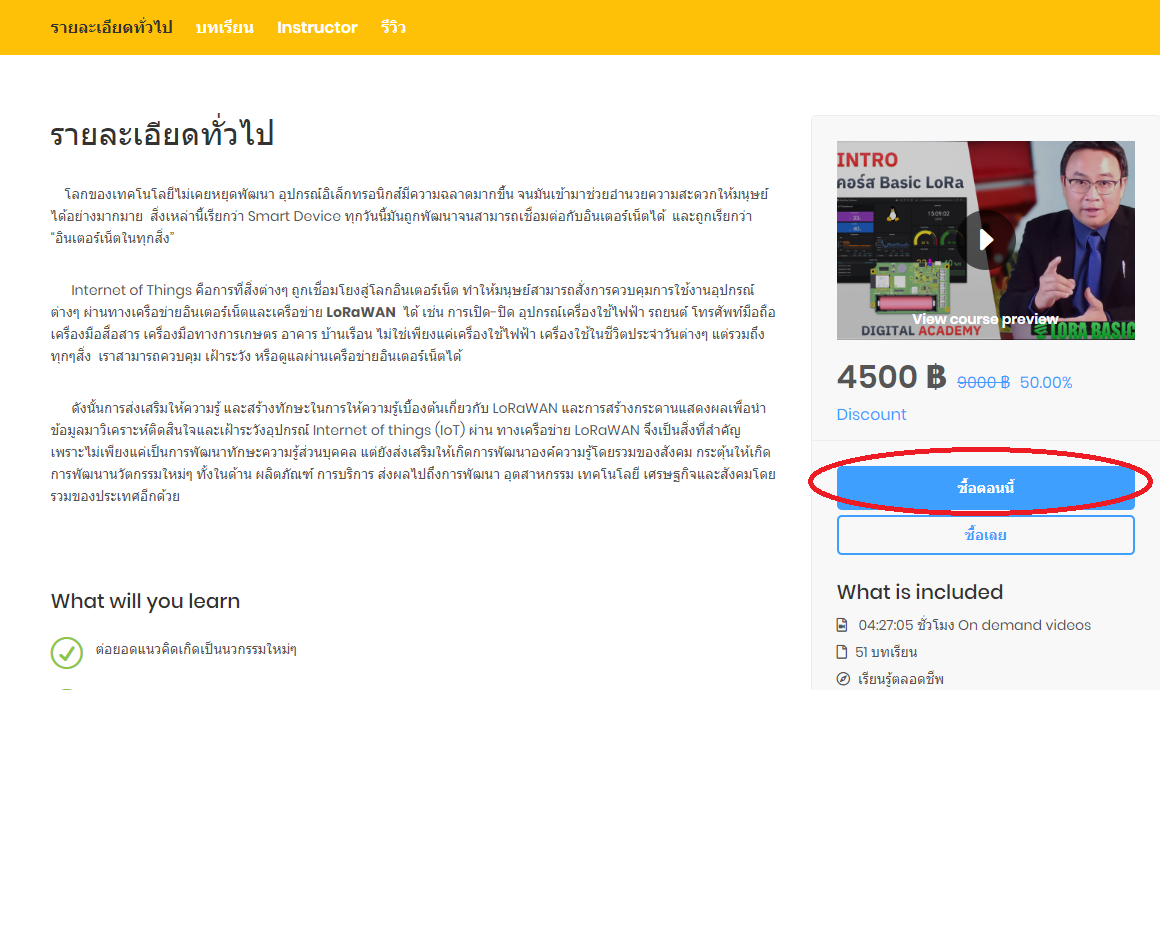 รายละเอียดทั่วไป บทเรียน Instructor รีวิว
รายละเอียดทั่วไป
โลกของเทคโนโลยีไม่เคยหยุดพัฒนา อุปกรณ์อิเล็กทรอนิกส์มีความฉลาดมากขึ้น จนมันเข้ามาช่วยอำนวยความสะดวกให้มนุษย์
ได้อย่างมากมาย สิ่งเหล่านี้เรียกว่า Smart Device ทุกวันนี้มันถูกพัฒนาจนสามารถเชื่อมต่อกับอินเตอร์เน็ตได้ และถูกเรียกว่า
“อินเตอร์เน็ตในทุกสิ่ง”
Internet of Things คือการที่สิ่งต่างๆ ถูกเชื่อมโยงสู่โลกอินเตอร์เน็ต ทำให้มนุษย์สามารถสั่งการควบคุมการใช้งานอุปกรณ์
ต่างๆ ผ่านทางเครือข่ายอินเตอร์เน็ตและเครือข่าย LoRaWAN ได้ เช่น การเปิด-ปิด อุปกรณ์เครื่องใช้ไฟฟ้า รถยนต์ โทรศัพท์มือถือ
เครื่องมือสื่อสาร เครื่องมือทางการเกษตร อาคาร บ้านเรือน ไม่ใช่เพียงแค่เครื่องใช้ไฟฟ้า เครื่องใช้ในชีวิตประจำวันต่างๆ แต่รวมถึง
ทุกๆสิ่ง เราสามารถควบคุม เฝ้าระวัง หรือดูแลผ่านเครือข่ายอินเตอร์เน็ตได้
ดังนั้นการส่งเสริมให้ความรู้ และสร้างทักษะในการให้ความรู้เบื้องต้นเกี่ยวกับ LoRaWAN และการสร้างกระดานแสดงผลเพื่อนำ
ข้อมูลมาวิเคราะห์ติดสินใจและเฝ้าระวังอุปกรณ์ Internet of things (IoT) ผ่าน ทางเครือข่าย LoRaWAN จึงเป็นสิ่งที่สำคัญ
เพราะไม่เพียงแค่เป็นการพัฒนาทักษะความรู้ส่วนบุคคล แต่ยังส่งเสริมให้เกิดการพัฒนาองค์ความรู้โดยรวมของสังคม กระตุ้นให้เกิด
การพัฒนานวัตกรรมใหม่ๆ ทั้งในด้าน ผลิตภัณฑ์ การบริการ ส่งผลไปถึงการพัฒนา อุตสาหกรรม เทคโนโลยี เศรษฐกิจและสังคมโดย
รวมของประเทศอีกด้วย
What will you learn
ต่อยอดแนวคิดเกิดเป็นนวกรรมใหม่ๆ
INTRO
คอร์ส Basic LoRa
15:09:02
View course preview
DIGITAL ACADEMY
LORA BASIC
4500 ฿ 9000 ฿ 50.00%
Discount
ซื้อตอนนี้
ซื้อเลย
What is included
04:27:05 ชั่วโมง On demand videos
51 บทเรียน
เรียนรู้ตลอดชีพ